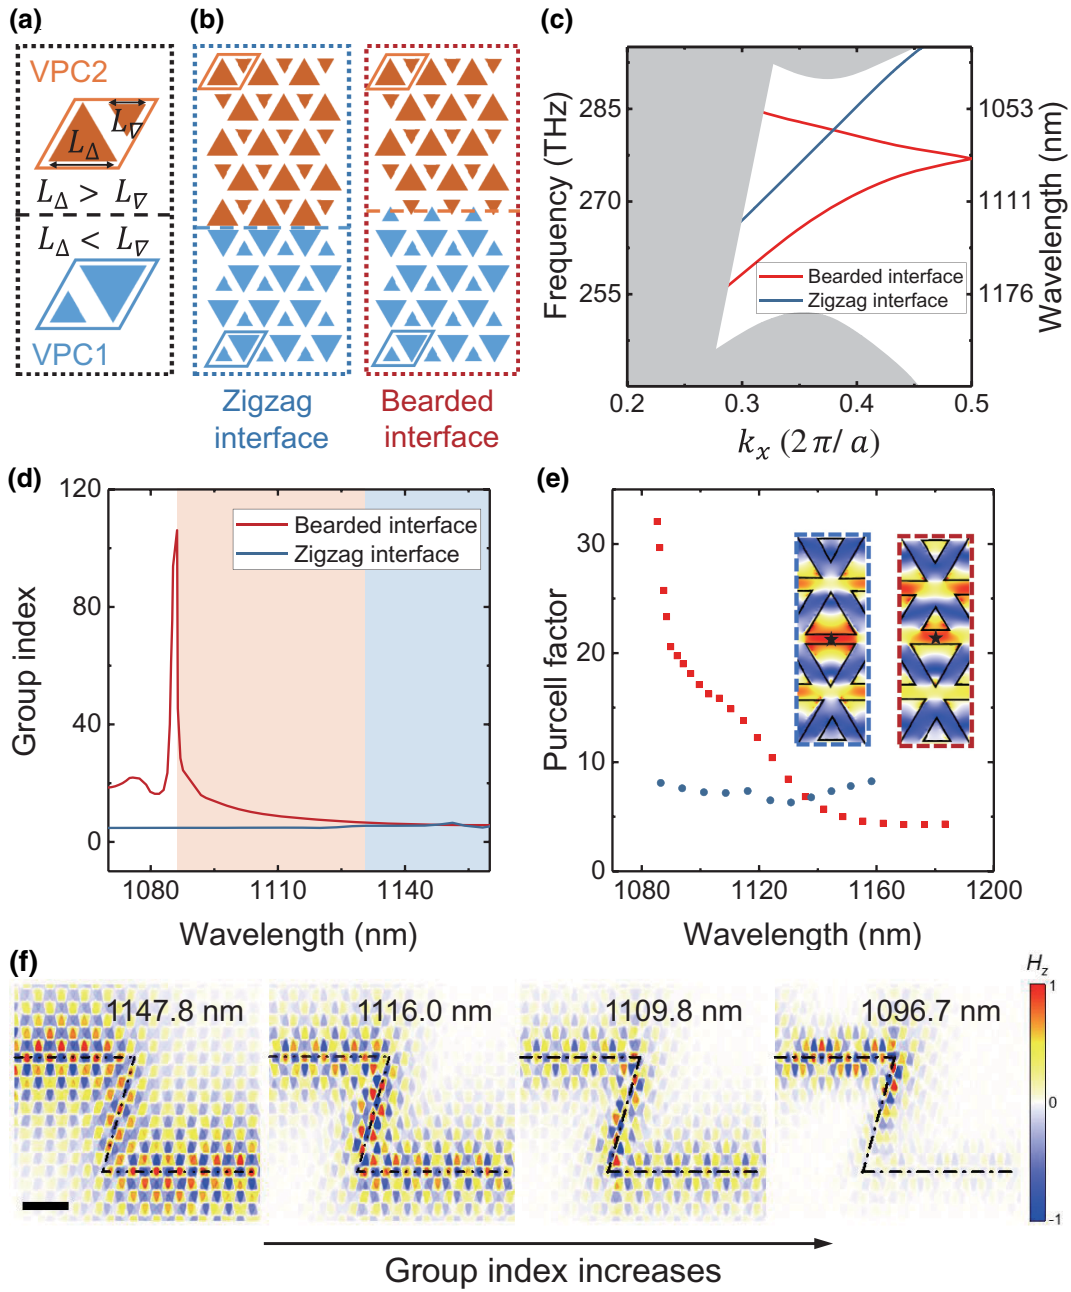 (a)
VPC2
L∇
LΔ
LΔ > L∇
LΔ < L∇
VPC1
(b)
Zigzag
interface
Bearded
interface
(c)
Frequency (THz)
285
270
255
1053
1111
1176
Wavelength (nm)
Bearded interface
Zigzag interface
0.2
0.3
0.4
0.5
kx (2π/ a)
(d)
Group index
120
80
40
0
Bearded interface
Zigzag interface
1080
1110
1140
Wavelength (nm)
(e)
Purcell factor
30
20
10
0
1080
1120
1160
1200
Wavelength (nm)
(f)
1147.8 nm
1116.0 nm
1109.8 nm
1096.7 nm
Hz
1
0
-1
Group index increases